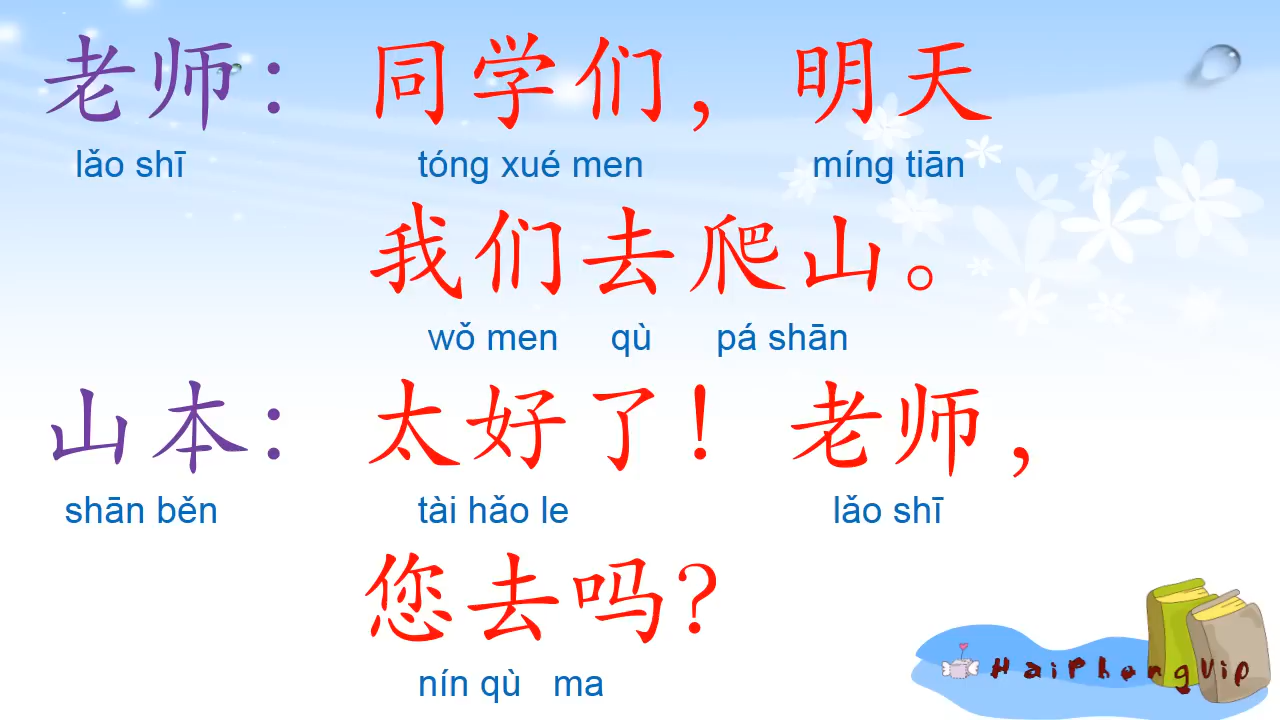 老师： 同学们， 明天
lǎo shī tóng xué men míng tiān
我们去爬山。
wǒ men qù pá shān
山本： 太好了！ 老师，
shān běn tài hǎo le lǎo shī
您去吗？
nín qù ma
HaiPhongVip